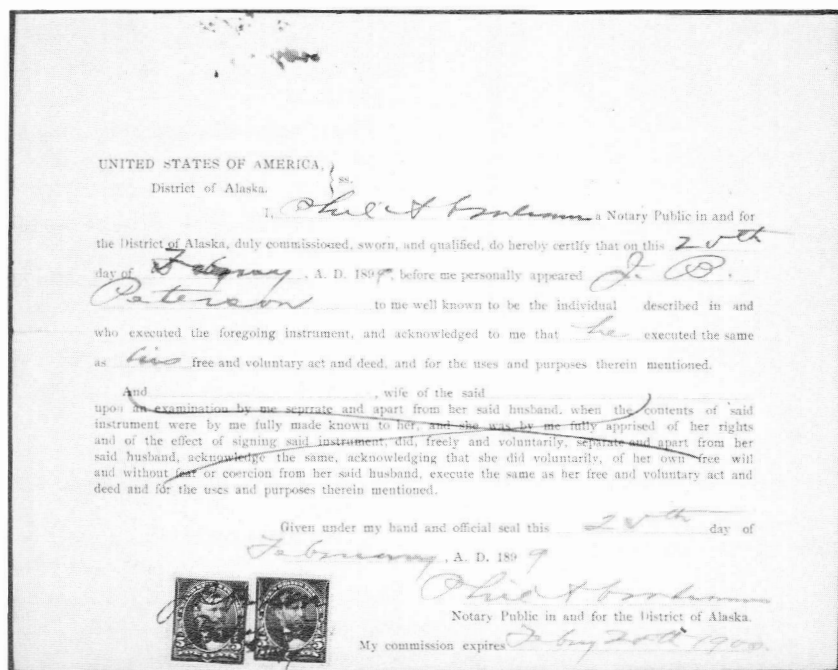 UNITED STATES OF AMERICA,
District of Alaska. ss.
I, Phil a Notary Public in and for
the District of Alaska, duly commissioned, sworn, and qualified, do hereby certify that on this
day of , A. D. 1899, before me personally appeared J. B.
Peterson to me well known to be the individual described in and
who executed the foregoing instrument, and acknowledged to me that he executed the same
as his free and voluntary act and deed, and for the uses and purposes therein mentioned.
And , wife of the said
upon an examination by me seprrate and apart from her said husband, when the contents of said
instrument were by me fully made known to her, and she was by me fully apprised of her rights
and of the effect of signing said instrument, did, freely and voluntarily, separate and apart from her
said husband, acknowledge the same, acknowledging that she did voluntarily, of her own free will
and without fear or coercion from her said husband, execute the same as her free and voluntary act and
deed and for the uses and purposes therein mentioned.
Given under my hand and official seal this day of
February, A. D. 1899
Phil
Notary Public in and for the District of Alaska.
My commission expires 1900.